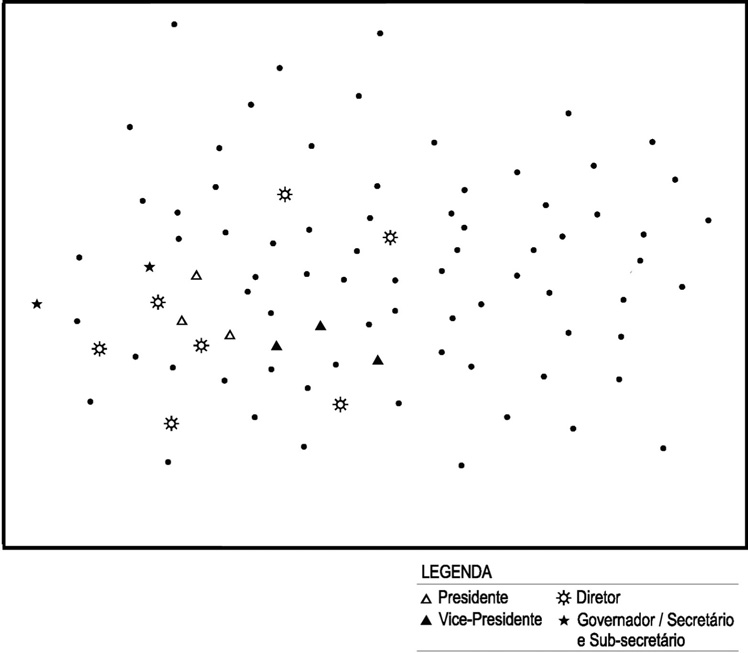 LEGENDA
Presidente
Diretor
Vice-Presidente
Governador / Secretário
e Sub-secretário